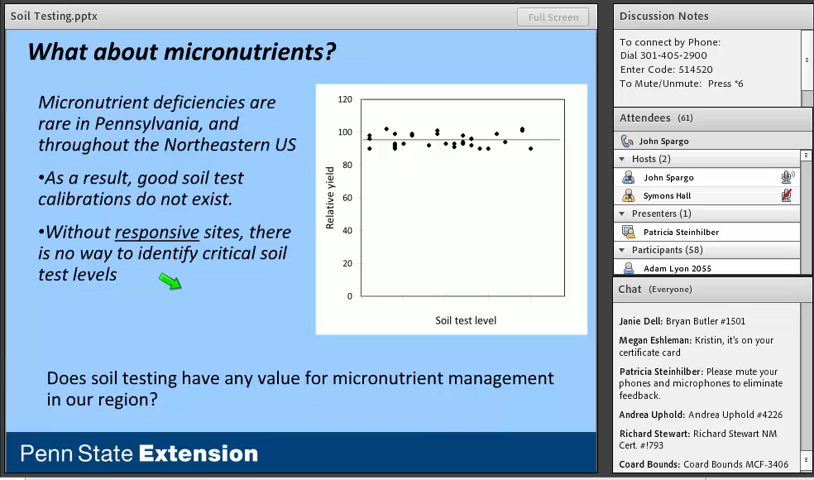 Soil Testing.pptx
Full Screen
What about micronutrients?
Micronutrient deficiencies are
rare in Pennsylvania, and
throughout the Northeastern US
•As a result, good soil test
calibrations do not exist.
•Without responsive sites, there
is no way to identify critical soil
test levels
120
100
80
60
40
20
0
Relative yield
Soil test level
Does soil testing have any value for micronutrient management
in our region?
Penn State Extension
Discussion Notes
To connect by Phone:
Dial 301-405-2900
Enter Code: 514520
To Mute/Unmute: Press *6
Attendees (61)
John Spargo
Hosts (2)
John Spargo
Symons Hall
Presenters (1)
Patricia Steinhilber
Participants (58)
Adam Lyon 2055
Chat (Everyone)
Janie Dell: Bryan Butler #1501
Megan Eshleman: Kristin, it's on your
certificate card
Patricia Steinhilber: Please mute your
phones and microphones to eliminate
feedback.
Andrea Uphold: Andrea Uphold #4226
Richard Stewart: Richard Stewart NM
Cert. #!793
Coard Bounds: Coard Bounds MCF-3406